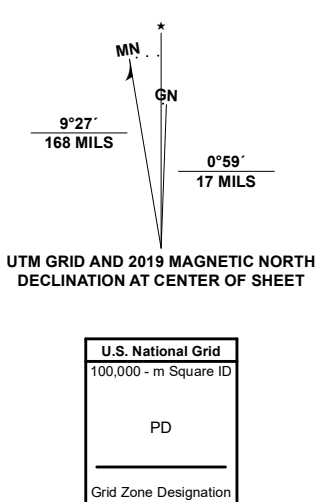 ★
MN
GN
9°27´
168 MILS
0°59´
17 MILS
UTM GRID AND 2019 MAGNETIC NORTH
DECLINATION AT CENTER OF SHEET
U.S. National Grid
100,000 - m Square ID
PD
Grid Zone Designation